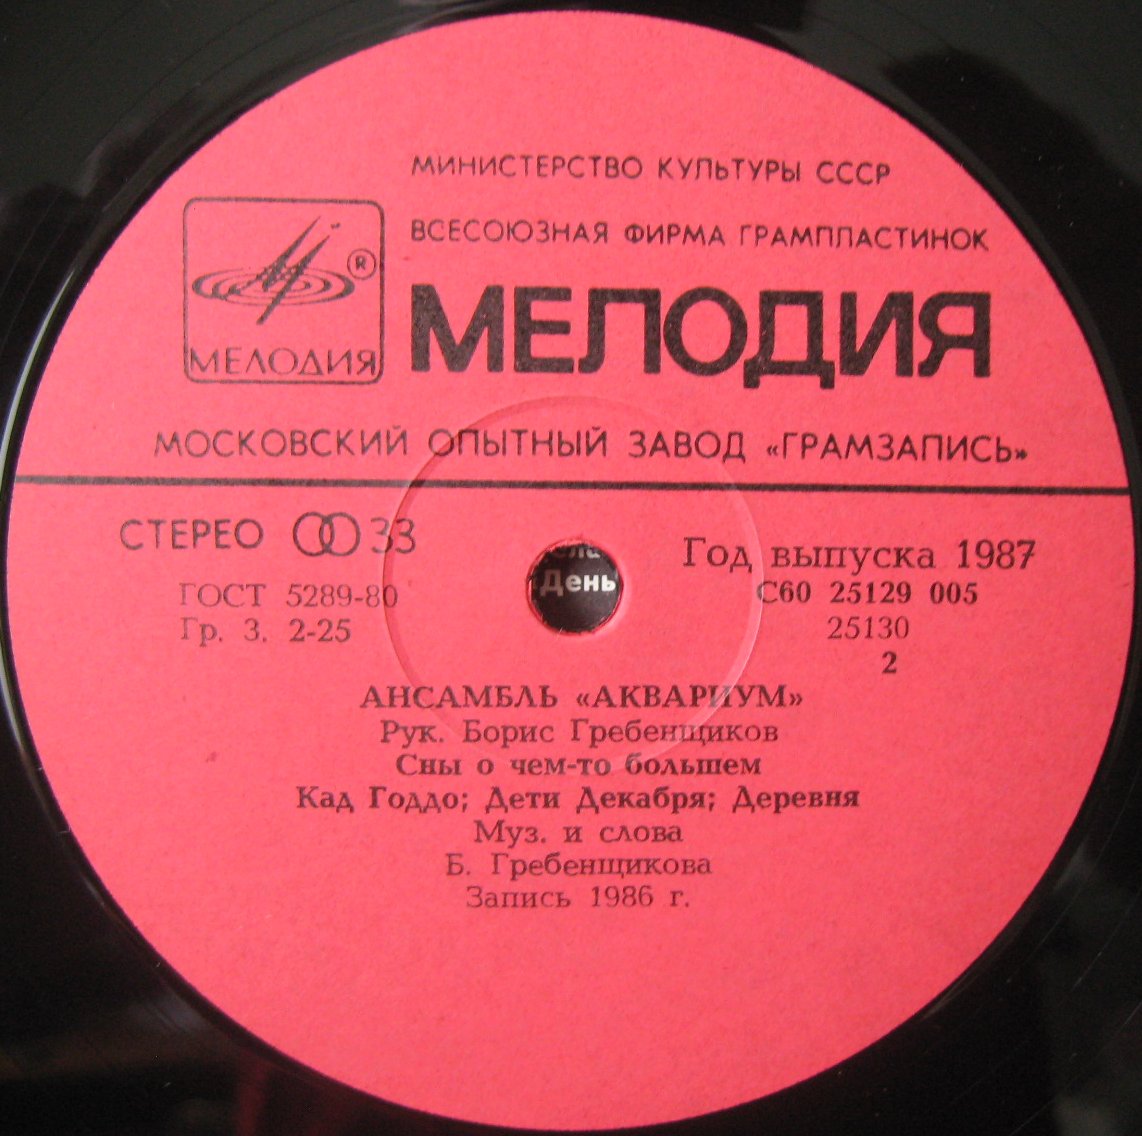 МИНИСТЕРСТВО КУЛЬТУРЫ СССР
ВСЕСОЮЗНАЯ ФИРМА ГРАМПЛАСТИНОК
® МЕЛОДИЯ
МЕЛОДИЯ
МОСКОВСКИЙ ОПЫТНЫЙ ЗАВОД «ГРАМЗАПИСЬ»
СТЕРЕО 33
Год выпуска 1987
ГОСТ 5289-80
С60 25129 005
Гр. 3. 2-25
25130
2
День
АНСАМБЛЬ «АКВАРИУМ»
Рук. Борис Гребенщиков
Сны о чем-то большем
Кад Годдо; Дети Декабря; Деревня
Муз. и слова
Б. Гребенщикова
Запись 1986 г.